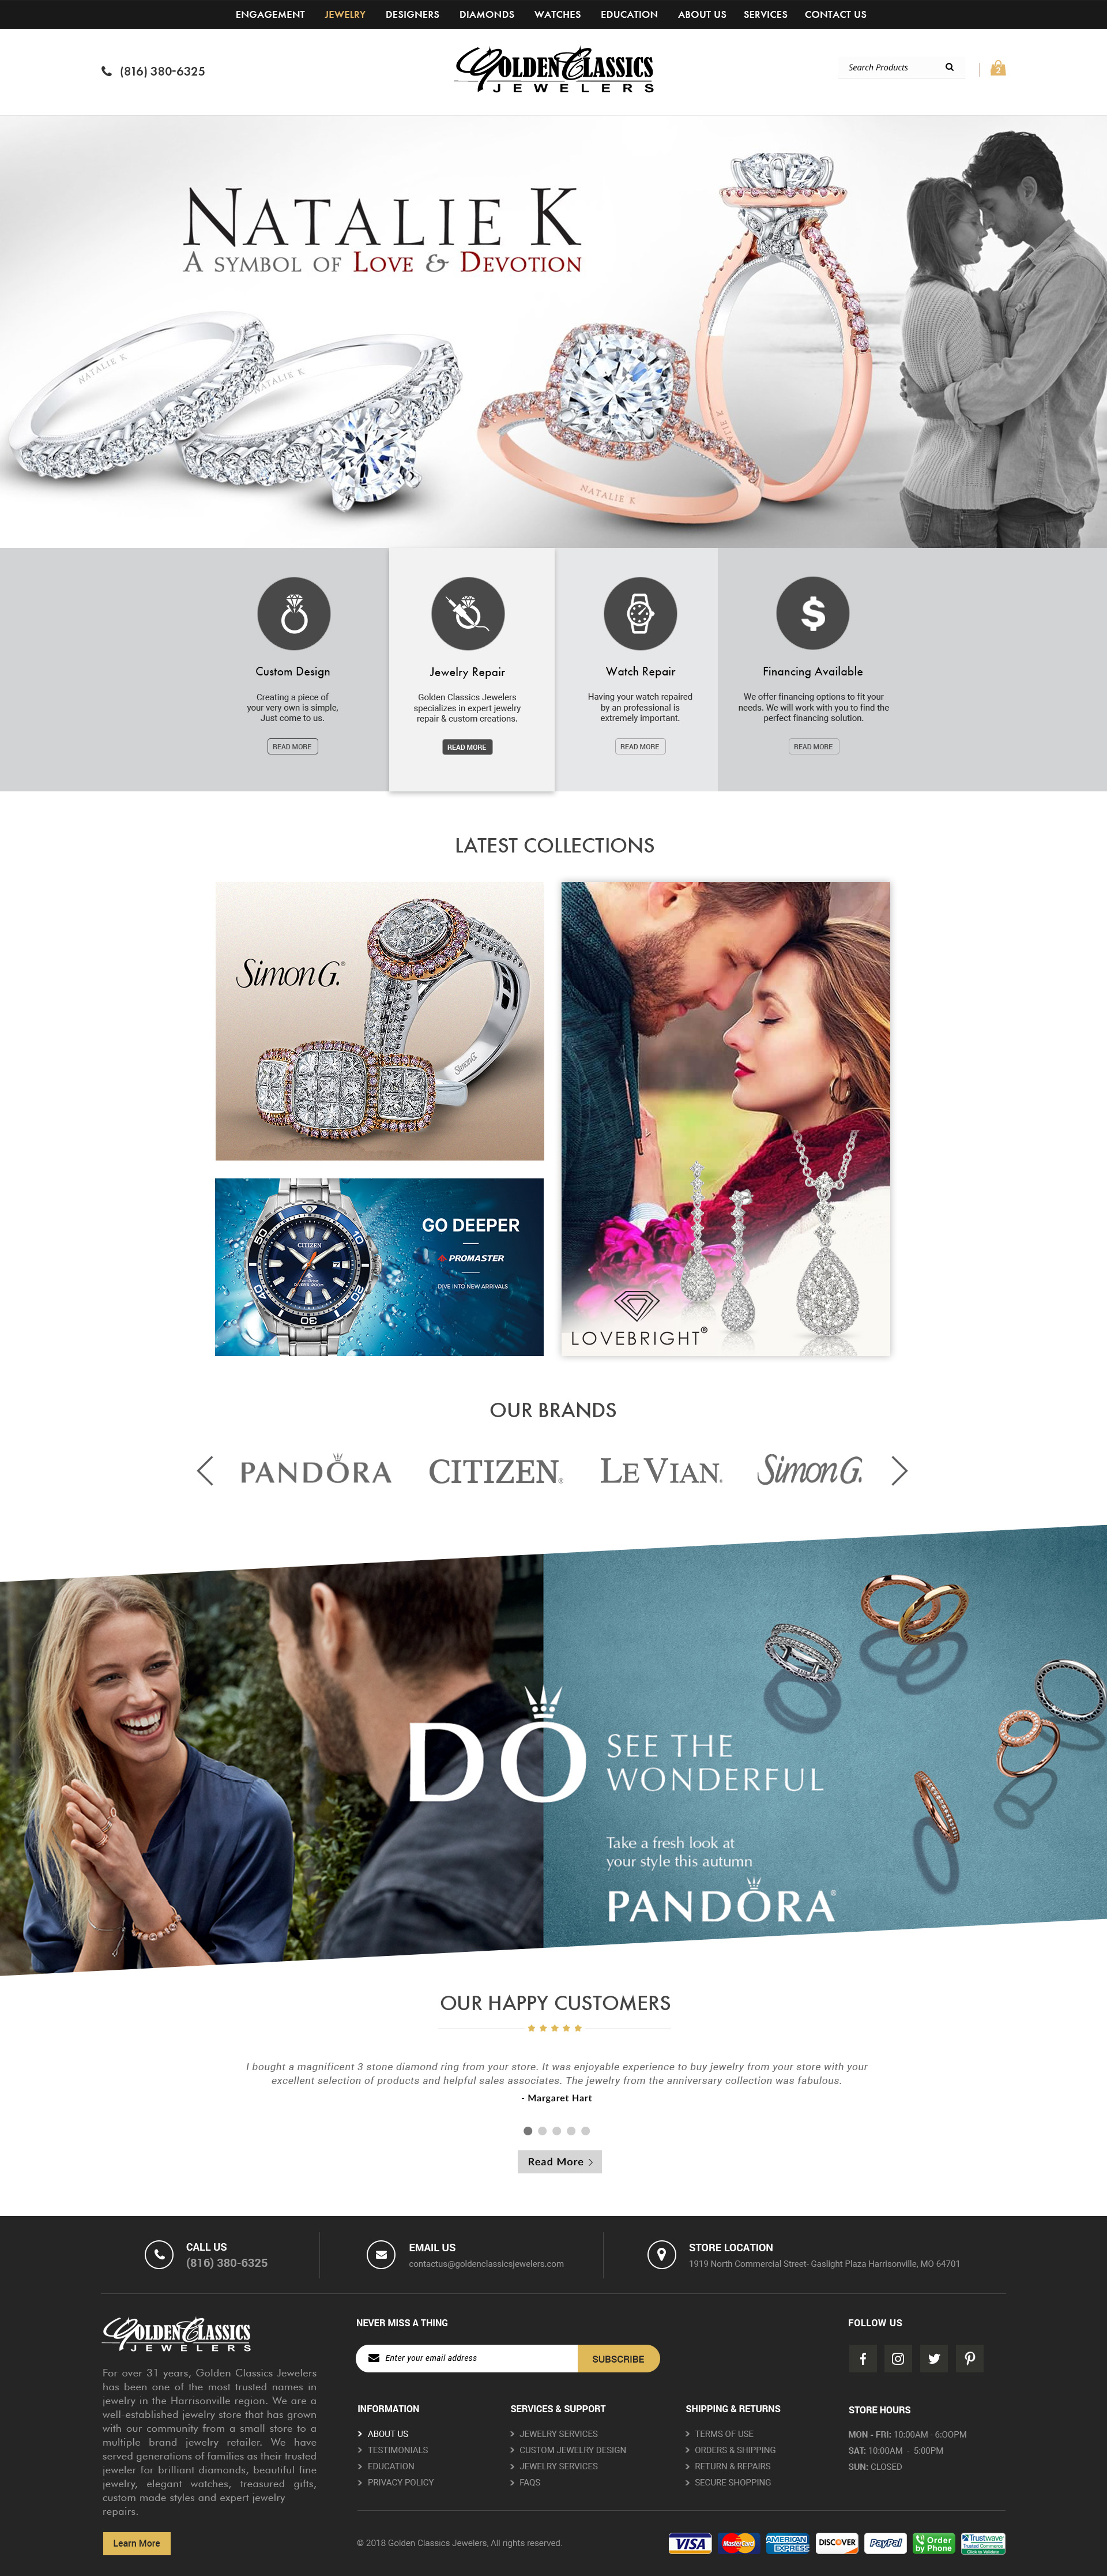 ENGAGEMENT JEWELRY DESIGNERS DIAMONDS WATCHES EDUCATION ABOUT US SERVICES CONTACT US
(816) 380-6325
GOLDEN CLASSICS
JEWELERS
Search Products
2
NATALIE K
A SYMBOL OF LOVE & DEVOTION
NATALIE K
NATALIE K
NATALIE K
NATALIE K
Custom Design
Creating a piece of
your very own is simple,
Just come to us.
READ MORE
Jewelry Repair
Golden Classics Jewelers
specializes in expert jewelry
repair & custom creations.
READ MORE
Watch Repair
Having your watch repaired
by an professional is
extremely important.
READ MORE
Financing Available
We offer financing options to fit your
needs. We will work with you to find the
perfect financing solution.
READ MORE
LATEST COLLECTIONS
Simon G.®
Simon G.
CITIZEN
GO DEEPER
PROMASTER
DIVE INTO NEW ARRIVALS
LOVEBRIGHT®
OUR BRANDS
PANDORA
CITIZEN®
LE VIAN®
Simon G.
DO
SEE THE
WONDERFUL
Take a fresh look at
your style this autumn
PANDORA®
OUR HAPPY CUSTOMERS
I bought a magnificent 3 stone diamond ring from your store. It was enjoyable experience to buy jewelry from your store with your
excellent selection of products and helpful sales associates. The jewelry from the anniversary collection was fabulous.
- Margaret Hart
Read More
CALL US
(816) 380-6325
EMAIL US
contactus@goldenclassicsjewelers.com
STORE LOCATION
1919 North Commercial Street- Gaslight Plaza Harrisonville, MO 64701
GOLDEN CLASSICS
JEWELERS
For over 31 years, Golden Classics Jewelers
has been one of the most trusted names in
jewelry in the Harrisonville region. We are a
well-established jewelry store that has grown
with our community from a small store to a
multiple brand jewelry retailer. We have
served generations of families as their trusted
jeweler for brilliant diamonds, beautiful fine
jewelry, elegant watches, treasured gifts,
custom made styles and expert jewelry
repairs.
Learn More
NEVER MISS A THING
Enter your email address
SUBSCRIBE
FOLLOW US
INFORMATION
ABOUT US
TESTIMONIALS
EDUCATION
PRIVACY POLICY
SERVICES & SUPPORT
JEWELRY SERVICES
CUSTOM JEWELRY DESIGN
JEWELRY SERVICES
FAQS
SHIPPING & RETURNS
TERMS OF USE
ORDERS & SHIPPING
RETURN & REPAIRS
SECURE SHOPPING
STORE HOURS
MON - FRI: 10:00AM - 6:OOPM
SAT: 10:00AM - 5:00PM
SUN: CLOSED
© 2018 Golden Classics Jewelers, All rights reserved.
VISA
MasterCard
AMERICAN EXPRESS
DISCOVER
PayPal
Order
by Phone
Trustwave
Trusted Commerce
Click to Validate